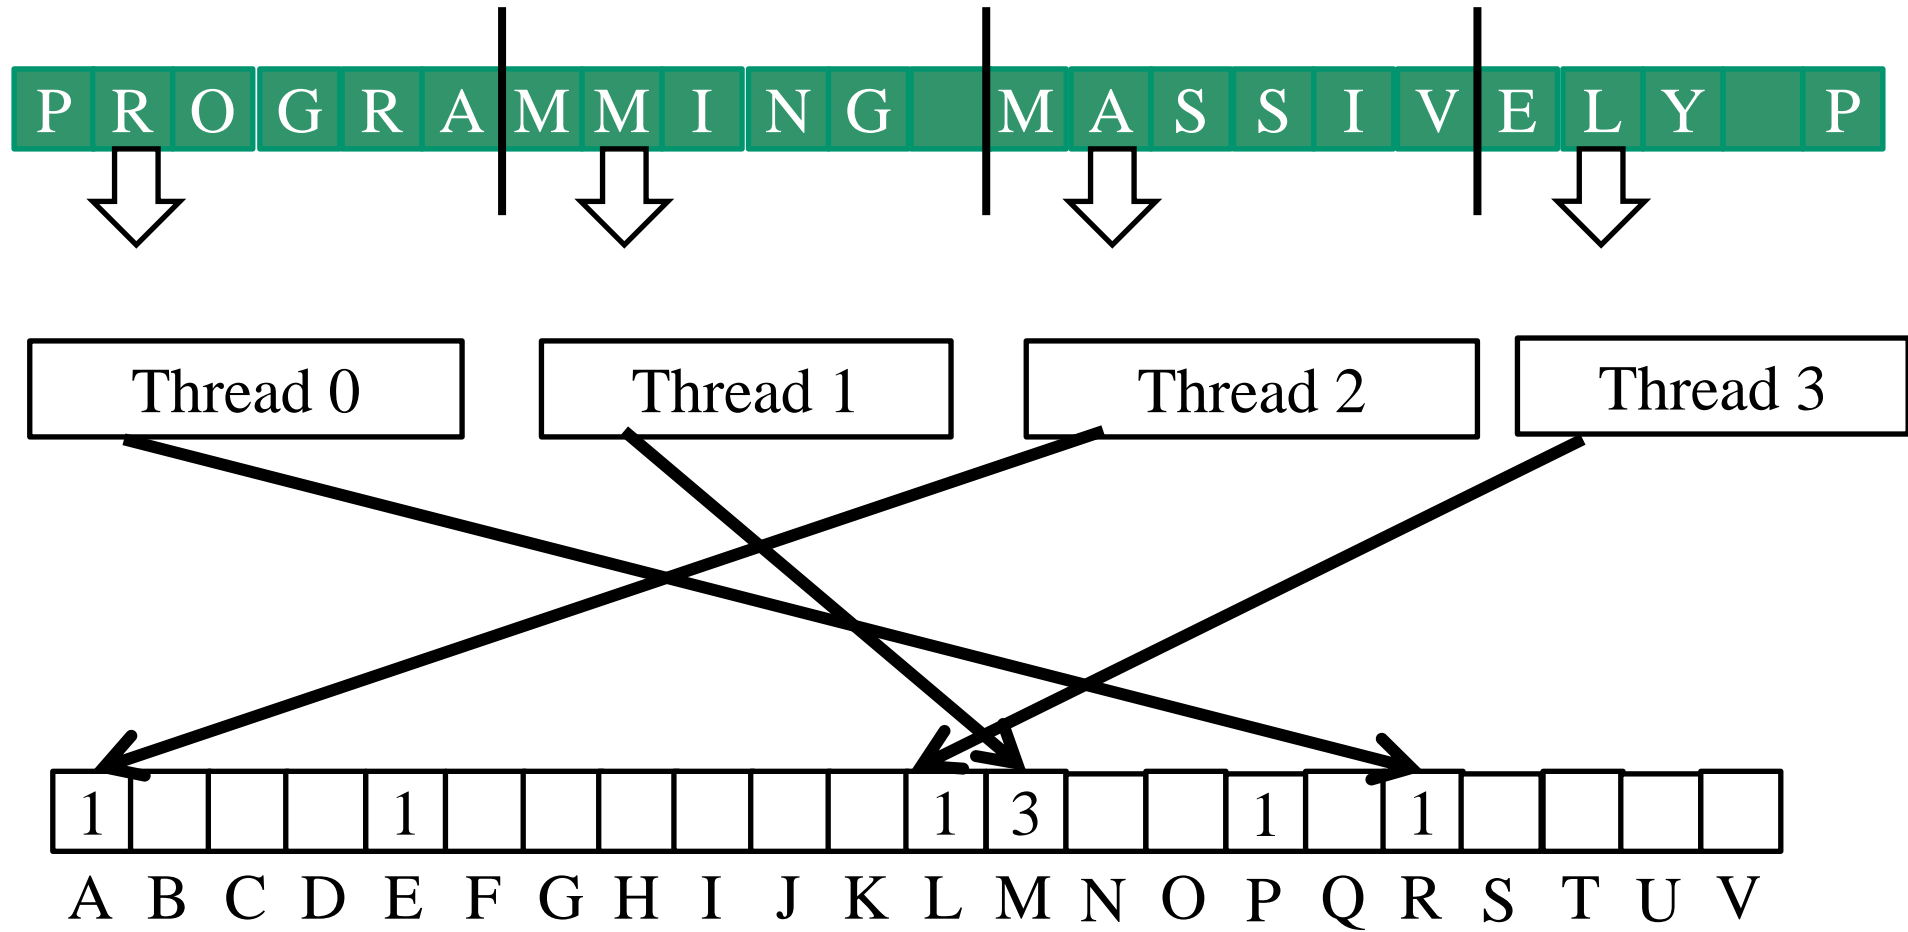 P R O G R A M M I N G M A S S I V E L Y P
Thread 0 Thread 1 Thread 2 Thread 3
1 1 1 3 1 1
A B C D E F G H I J K L M N O P Q R S T U V